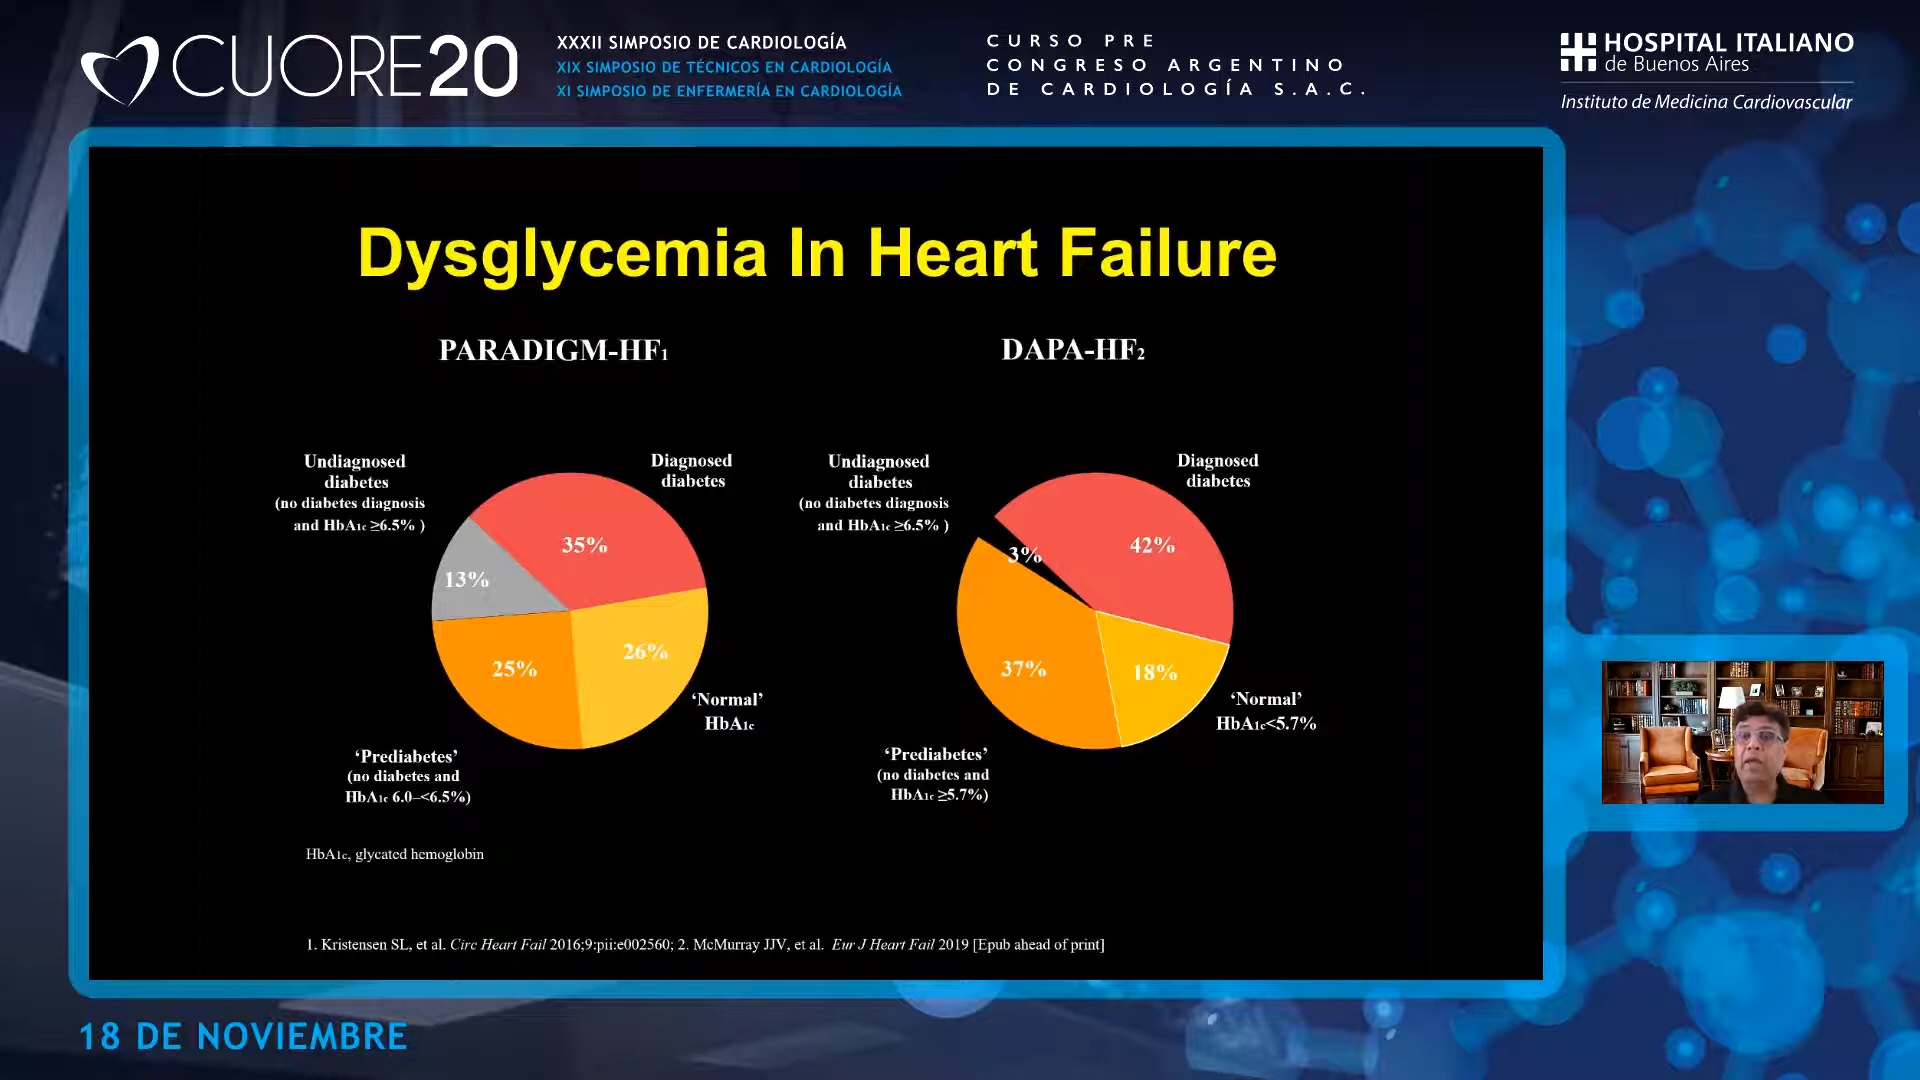 CUORE20
XXXII SIMPOSIO DE CARDIOLOGÍA
XIX SIMPOSIO DE TÉCNICOS EN CARDIOLOGÍA
XI SIMPOSIO DE ENFERMERÍA EN CARDIOLOGÍA
CURSO PRE
CONGRESO ARGENTINO
DE CARDIOLOGÍA S.A.C.
HOSPITAL ITALIANO
de Buenos Aires
Instituto de Medicina Cardiovascular
Dysglycemia In Heart Failure
PARADIGM-HF1
Undiagnosed
diabetes
(no diabetes diagnosis
and HbA1c ≥6.5% )
Diagnosed
diabetes
35%
13%
26%
25%
‘Normal’
HbA1c
‘Prediabetes’
(no diabetes and
HbA1c 6.0–<6.5%)
DAPA-HF2
Undiagnosed
diabetes
(no diabetes diagnosis
and HbA1c ≥6.5% )
Diagnosed
diabetes
42%
3%
37%
18%
‘Normal’
HbA1c<5.7%
‘Prediabetes’
(no diabetes and
HbA1c ≥5.7%)
HbA1c, glycated hemoglobin
1. Kristensen SL, et al. Circ Heart Fail 2016;9:pii:e002560; 2. McMurray JJV, et al. Eur J Heart Fail 2019 [Epub ahead of print]
18 DE NOVIEMBRE